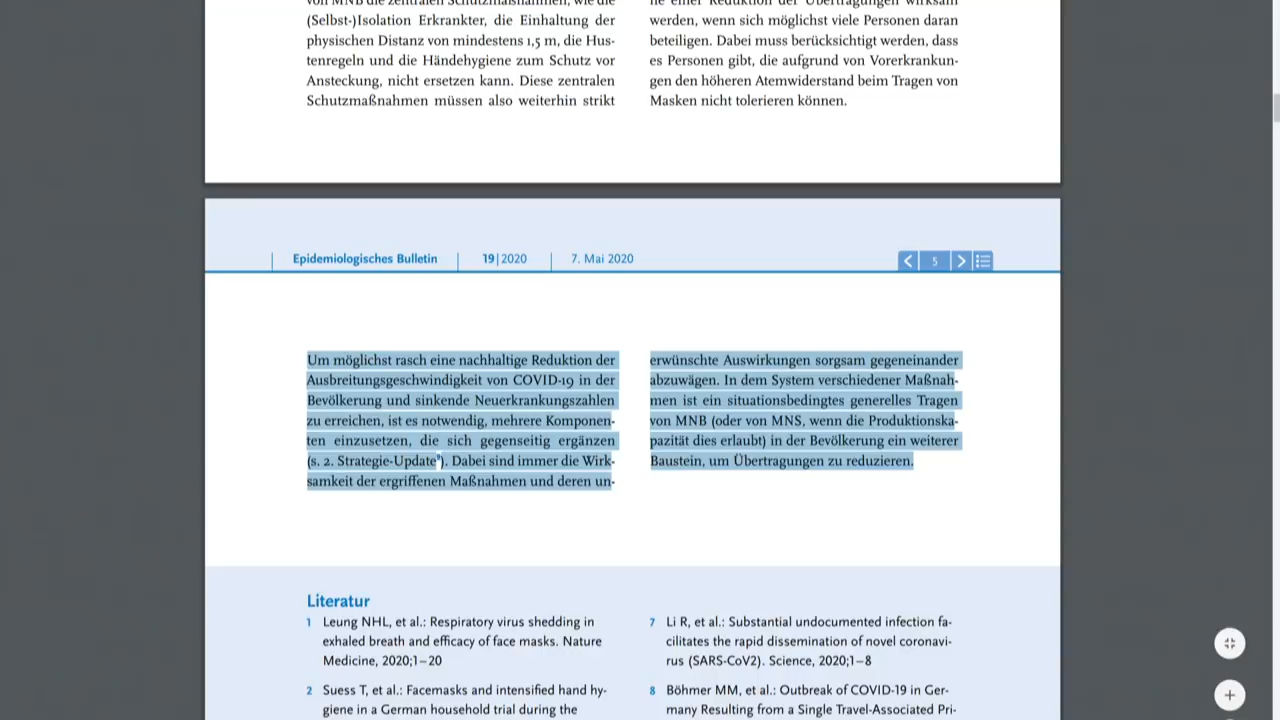 von MNB die zentralen Schutzmaßnahmen, wie die
(Selbst-)Isolation Erkrankter, die Einhaltung der
physischen Distanz von mindestens 1,5 m, die Hus-
tenregeln und die Händehygiene zum Schutz vor
Ansteckung, nicht ersetzen kann. Diese zentralen
Schutzmaßnahmen müssen also weiterhin strikt
ne einer Reduktion der Übertragungen wirksam
werden, wenn sich möglichst viele Personen daran
beteiligen. Dabei muss berücksichtigt werden, dass
es Personen gibt, die aufgrund von Vorerkrankun-
gen den höheren Atemwiderstand beim Tragen von
Masken nicht tolerieren können.
Epidemiologisches Bulletin 19|2020 7. Mai 2020 5
Um möglichst rasch eine nachhaltige Reduktion der
Ausbreitungsgeschwindigkeit von COVID-19 in der
Bevölkerung und sinkende Neuerkrankungszahlen
zu erreichen, ist es notwendig, mehrere Komponen-
ten einzusetzen, die sich gegenseitig ergänzen
(s. 2. Strategie-Update⁹). Dabei sind immer die Wirk-
samkeit der ergriffenen Maßnahmen und deren un-
erwünschte Auswirkungen sorgsam gegeneinander
abzuwägen. In dem System verschiedener Maßnah-
men ist ein situationsbedingtes generelles Tragen
von MNB (oder von MNS, wenn die Produktionska-
pazität dies erlaubt) in der Bevölkerung ein weiterer
Baustein, um Übertragungen zu reduzieren.
Literatur
1 Leung NHL, et al.: Respiratory virus shedding in
exhaled breath and efficacy of face masks. Nature
Medicine, 2020;1–20
2 Suess T, et al.: Facemasks and intensified hand hy-
giene in a German household trial during the
7 Li R, et al.: Substantial undocumented infection fa-
cilitates the rapid dissemination of novel coronavi-
rus (SARS-CoV2). Science, 2020;1–8
8 Böhmer MM, et al.: Outbreak of COVID-19 in Ger-
many Resulting from a Single Travel-Associated Pri-